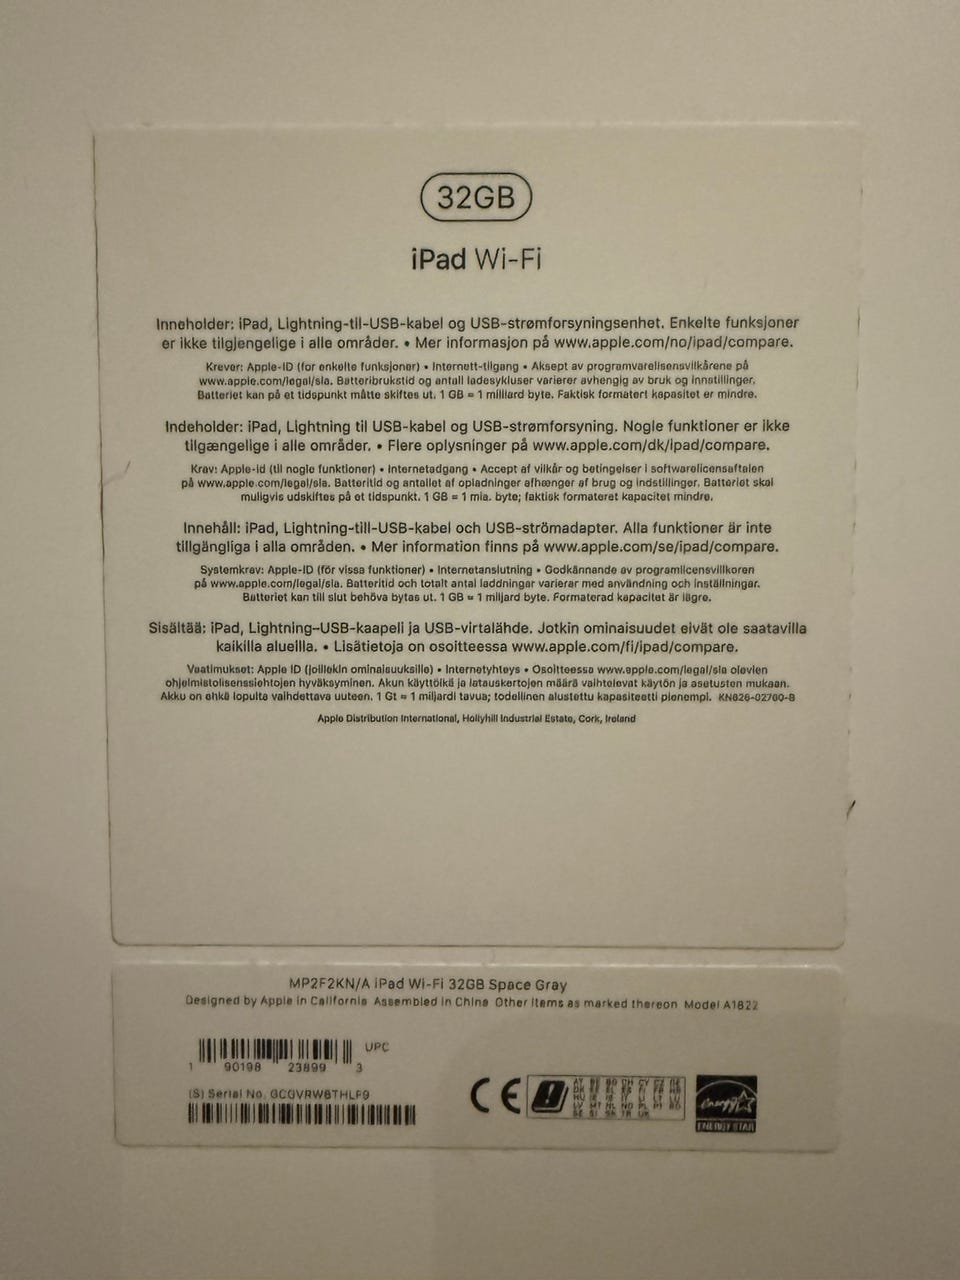 32GB
iPad Wi-Fi
Inneholder: iPad, Lightning-til-USB-kabel og USB-strømforsyningsenhet. Enkelte funksjoner
er ikke tilgjengelige i alle områder. • Mer informasjon på www.apple.com/no/ipad/compare.
Krever: Apple-ID (for enkelte funksjoner) • Internett-tilgang • Aksept av programvarelisensvilkårene på
www.apple.com/legal/sla. Batteribrukstid og antall ladesykluser varierer avhengig av bruk og innstillinger.
Batteriet kan på et tidspunkt måtte skiftes ut. 1 GB = 1 milliard byte. Faktisk formatert kapasitet er mindre.
Indeholder: iPad, Lightning til USB-kabel og USB-strømforsyning. Nogle funktioner er ikke
tilgængelige i alle områder. • Flere oplysninger på www.apple.com/dk/ipad/compare.
Krav: Apple-id (til nogle funktioner) • Internetadgang • Accept af vilkår og betingelser i softwarelicensaftalen
på www.apple.com/legal/sla. Batteritid og antallet af opladninger afhænger af brug og indstillinger. Batteriet skal
muligvis udskiftes på et tidspunkt. 1 GB = 1 mia. byte; faktisk formateret kapacitet mindre.
Innehåll: iPad, Lightning-till-USB-kabel och USB-strömadapter. Alla funktioner är inte
tillgängliga i alla områden. • Mer information finns på www.apple.com/se/ipad/compare.
Systemkrav: Apple-ID (för vissa funktioner) • Internetanslutning • Godkännande av programlicensvillkoren
på www.apple.com/legal/sla. Batteritid och totalt antal laddningar varierar med användning och inställningar.
Batteriet kan till slut behöva bytas ut. 1 GB = 1 miljard byte. Formaterad kapacitet är lägre.
Sisältää: iPad, Lightning–USB-kaapeli ja USB-virtalähde. Jotkin ominaisuudet eivät ole saatavilla
kaikilla alueilla. • Lisätietoja on osoitteessa www.apple.com/fi/ipad/compare.
Vaatimukset: Apple ID (joillekin ominaisuuksille) • Internetyhteys • Osoitteessa www.apple.com/legal/sla olevien
ohjelmistolisenssiehtojen hyväksyminen. Akun käyttöikä ja latauskertojen määrä vaihtelevat käytön ja asetusten mukaan.
Akku on ehkä lopulta vaihdettava uuteen. 1 Gt = 1 miljardi tavua; todellinen alustettu kapasiteetti pienempi. KN626-02760-B
Apple Distribution International, Hollyhill Industrial Estate, Cork, Ireland
MP2F2KN/A iPad Wi-Fi 32GB Space Gray
Designed by Apple in California Assembled in China Other items as marked thereon Model A1822
UPC
1 90198 23899 3
(S) Serial No. GCGVRW6THLF9
CE
energy
ENERGY STAR